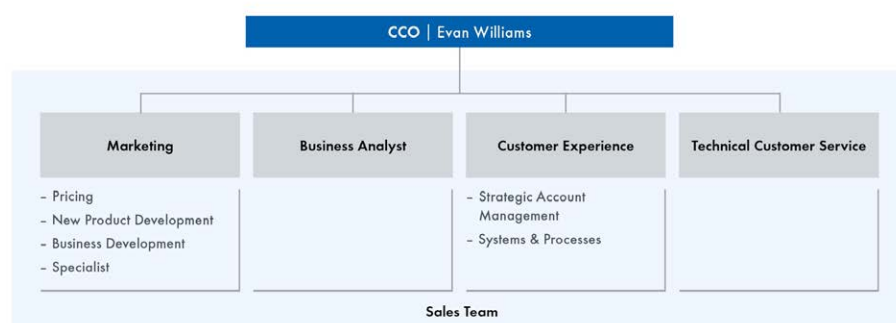 CCO | Evan Williams
Marketing
Business Analyst
Customer Experience
Technical Customer Service
– Pricing
– New Product Development
– Business Development
– Specialist
– Strategic Account
Management
– Systems & Processes
Sales Team